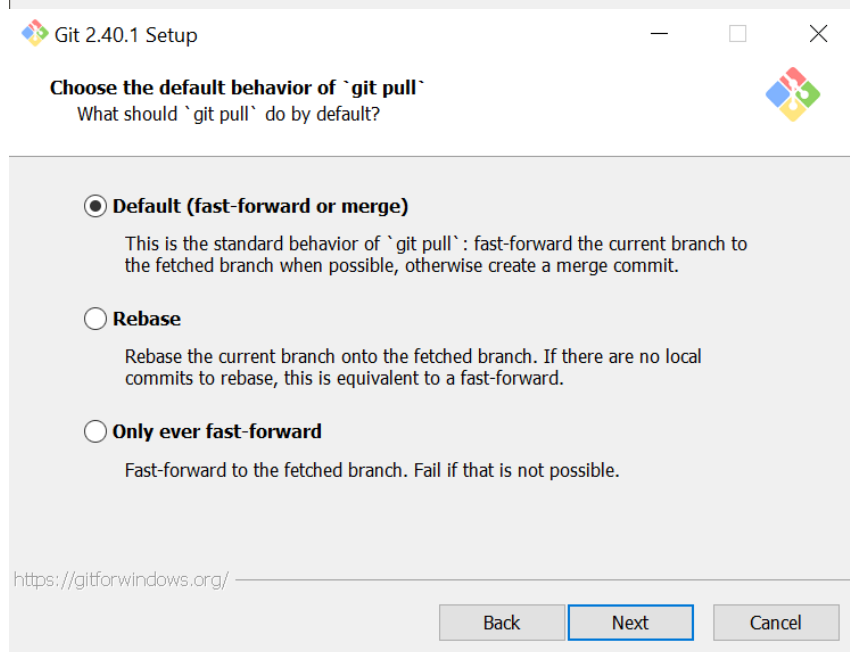 Git 2.40.1 Setup
Choose the default behavior of `git pull`
What should `git pull` do by default?
Default (fast-forward or merge)
This is the standard behavior of `git pull`: fast-forward the current branch to
the fetched branch when possible, otherwise create a merge commit.
Rebase
Rebase the current branch onto the fetched branch. If there are no local
commits to rebase, this is equivalent to a fast-forward.
Only ever fast-forward
Fast-forward to the fetched branch. Fail if that is not possible.
https://gitforwindows.org/
Back Next Cancel